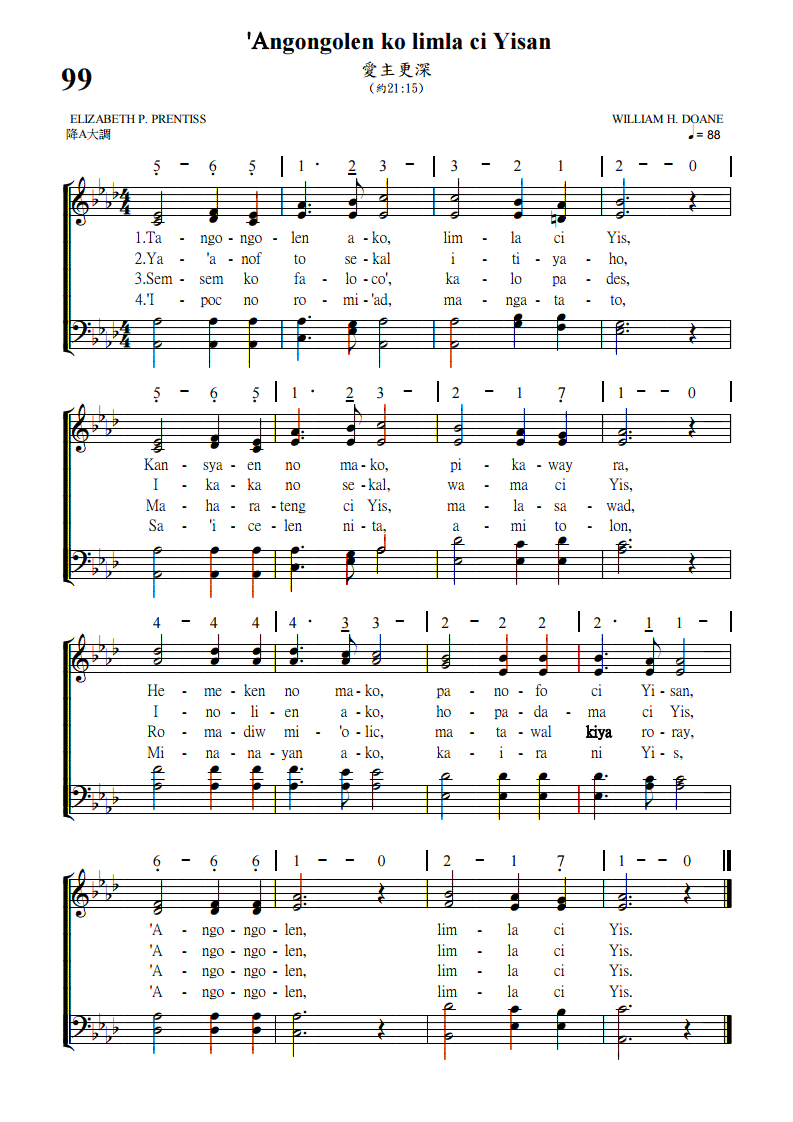 'Angongolen ko limla ci Yisan
愛主更深
99
(約21:15)
ELIZABETH P. PRENTISS WILLIAM H. DOANE
降A大調 ♩= 88
5 - 6 5 | 1 · 2 3 - | 3 - 2 1 | 2 - - 0 |
1.Ta - ngo - ngo - len a - ko, lim - la ci Yis,
2.Ya - 'a - nof to se - kal i - ti - ya - ho,
3.Sem - sem ko fa - lo - co', ka - lo pa - des,
4.'I - poc no ro - mi - 'ad, ma - nga - ta - to,
5 - 6 5 | 1 · 2 3 - | 2 - 1 7 | 1 - - 0 |
Kan - sya - en no ma - ko, pi - ka - way ra,
I - ka - ka no se - kal, wa - ma ci Yis,
Ma - ha - ra - teng ci Yis, ma - la - sa - wad,
Sa - 'i - ce - len ni - ta, a - mi to - lon,
4 - 4 4 | 4 · 3 3 - | 2 - 2 2 | 2 · 1 1 - |
He - me - ken no ma - ko, pa - no - fo ci Yi - san,
I - no - li - en a - ko, ho - pa - da - ma ci Yis,
Ro - ma - diw mi - 'o - lic, ma - ta - wal kiya ro - ray,
Mi - na - na - yan a - ko, ka - i - ra ni Yi - s,
6 - 6 6 | 1 - - 0 | 2 - 1 7 | 1 - - 0
'A - ngo - ngo - len, lim - la ci Yis.
'A - ngo - ngo - len, lim - la ci Yis.
'A - ngo - ngo - len, lim - la ci Yis.
'A - ngo - ngo - len, lim - la ci Yis.